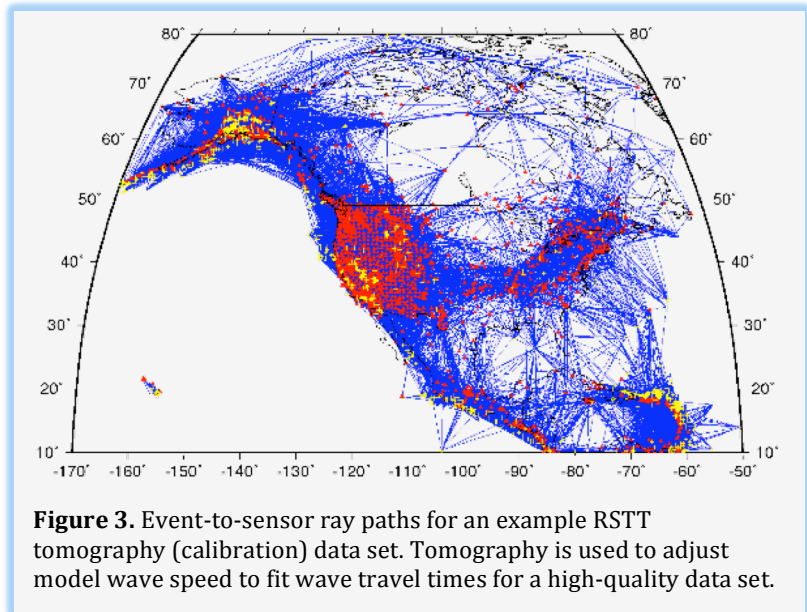 80˚ 80˚
70˚ 70˚
60˚ 60˚
50˚ 50˚
40˚ 40˚
30˚ 30˚
20˚ 20˚
10˚ 10˚
-170˚ -160˚ -150˚ -140˚ -130˚ -120˚ -110˚ -100˚ -90˚ -80˚ -70˚ -60˚ -50˚
Figure 3. Event-to-sensor ray paths for an example RSTT
tomography (calibration) data set. Tomography is used to adjust
model wave speed to fit wave travel times for a high-quality data set.